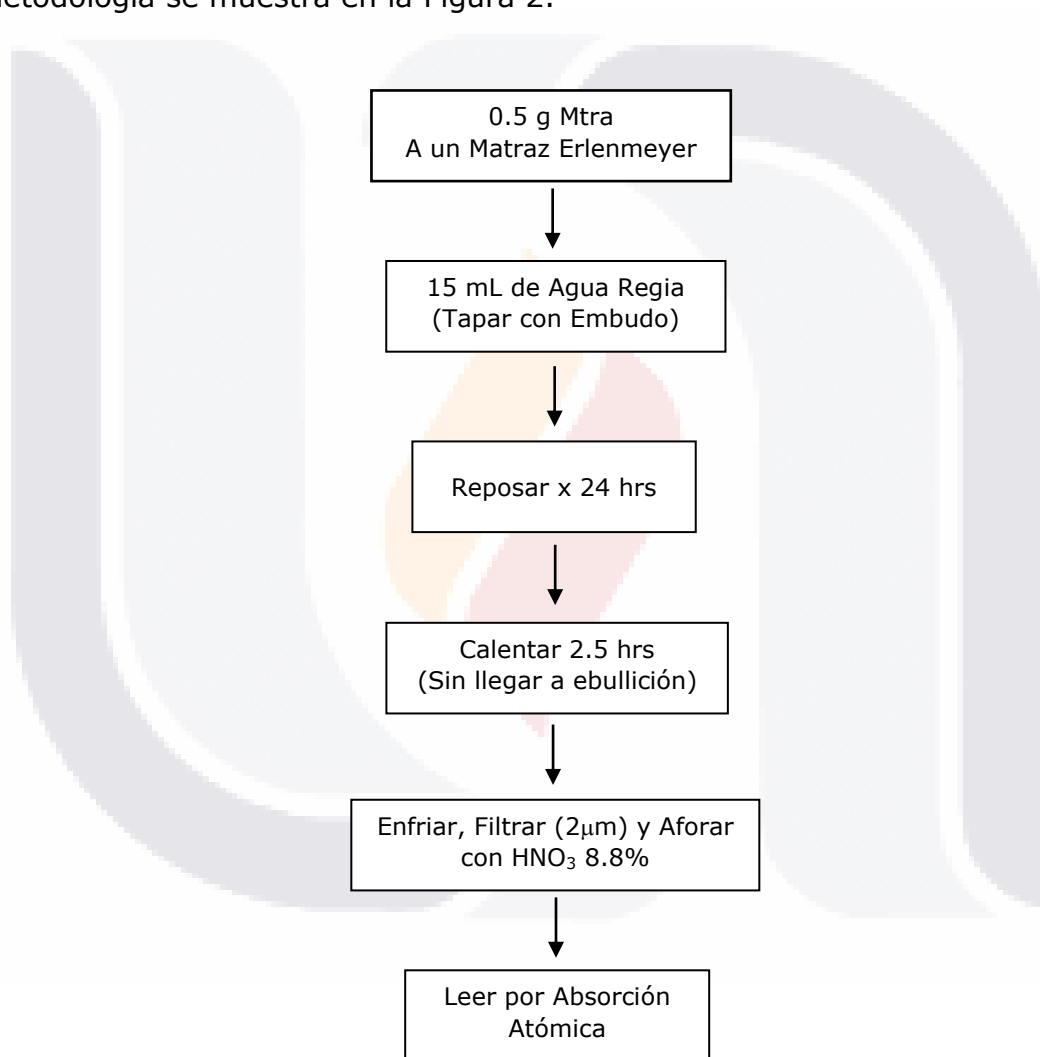 etodología se muestra en la Figura 2.
0.5 g Mtra
A un Matraz Erlenmeyer
15 mL de Agua Regia
(Tapar con Embudo)
Reposar x 24 hrs
Calentar 2.5 hrs
(Sin llegar a ebullición)
Enfriar, Filtrar (2μm) y Aforar
con HNO₃ 8.8%
Leer por Absorción
Atómica